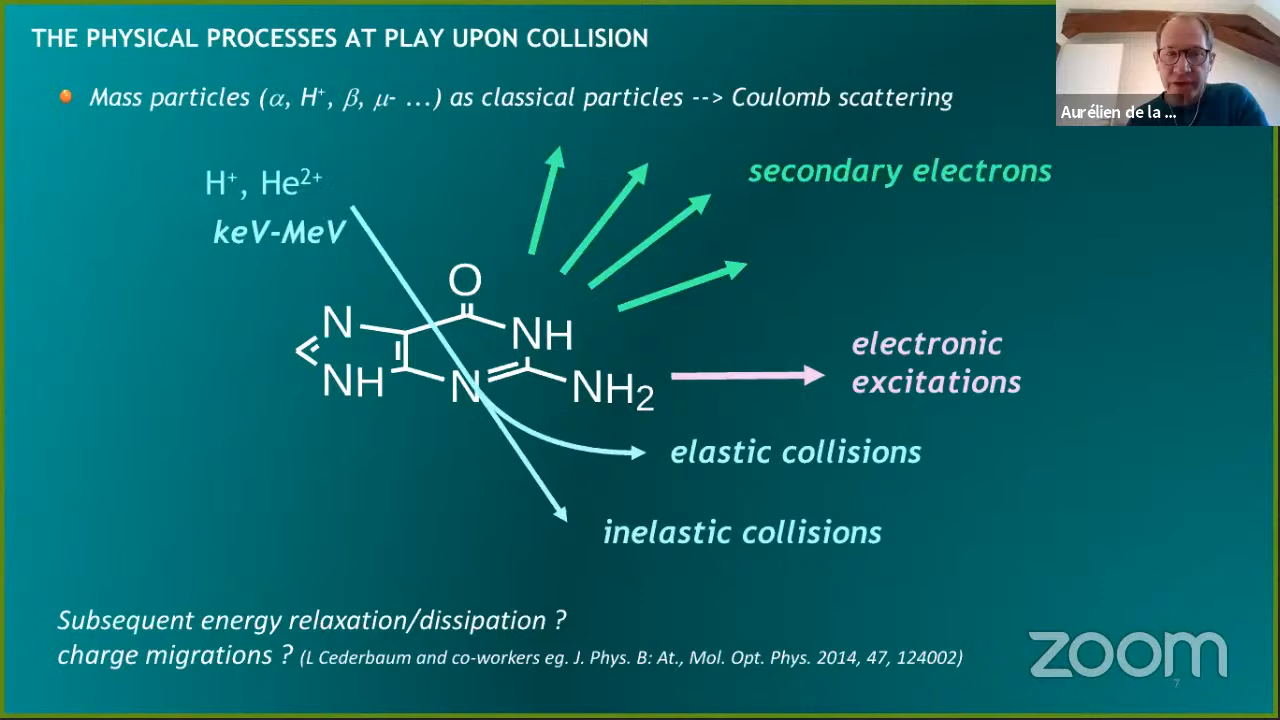 THE PHYSICAL PROCESSES AT PLAY UPON COLLISION
Mass particles (α, H⁺, β, μ- ...) as classical particles --> Coulomb scattering
Aurélien de la ...
H⁺, He²⁺
keV-MeV
secondary electrons
O
N
NH
NH
N
NH₂
electronic
excitations
elastic collisions
inelastic collisions
Subsequent energy relaxation/dissipation ?
charge migrations ? (L Cederbaum and co-workers eg. J. Phys. B: At., Mol. Opt. Phys. 2014, 47, 124002)
zoom
7